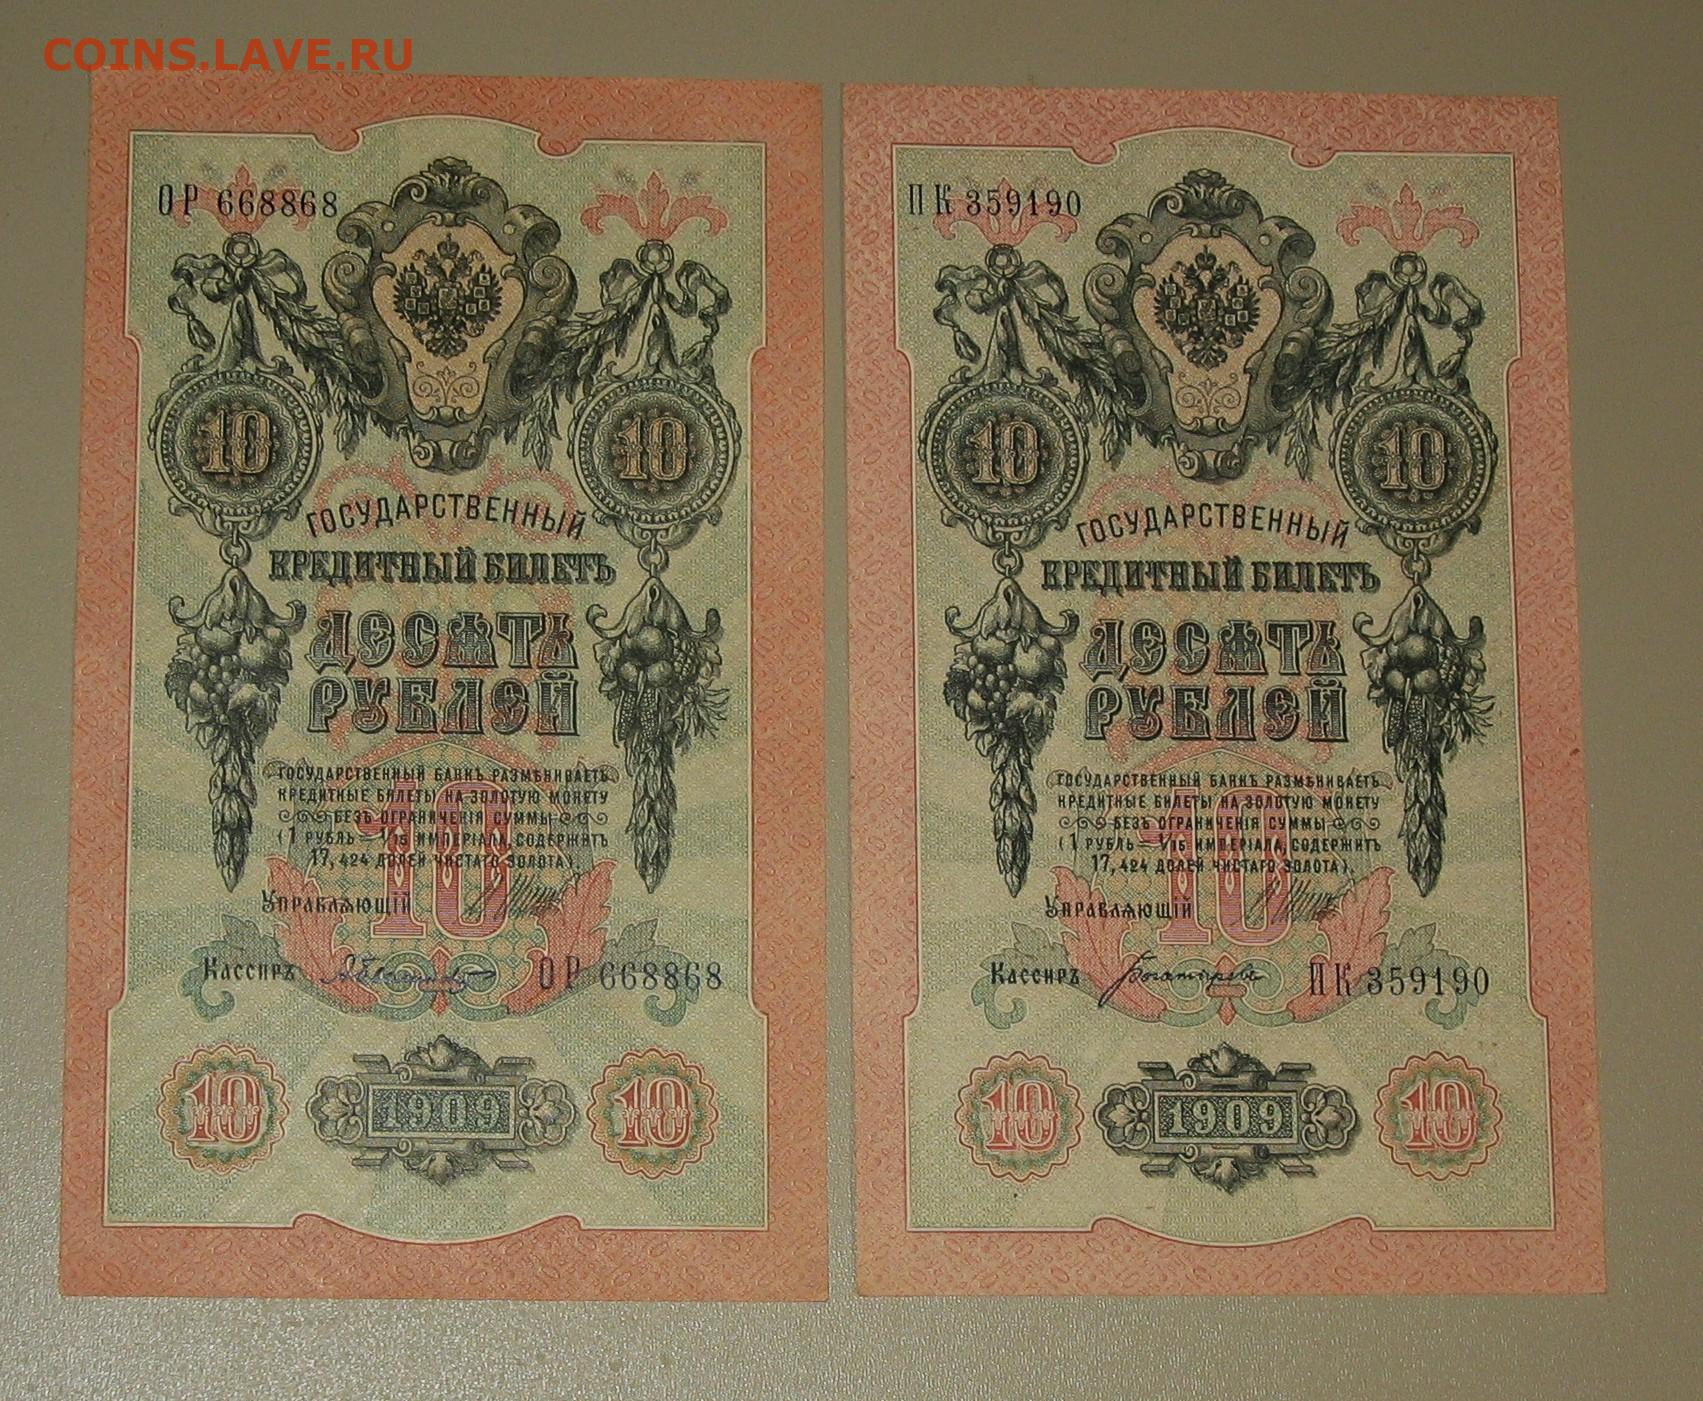 COINS.LAVE.RU
ОР 668868
10 10
ГОСУДАРСТВЕННЫЙ
КРЕДИТНЫЙ БИЛЕТЪ
ДЕСЯТЬ
РУБЛЕЙ
ГОСУДАРСТВЕННЫЙ БАНКЪ РАЗМѢНИВАЕТЪ
КРЕДИТНЫЕ БИЛЕТЫ НА ЗОЛОТУЮ МОНЕТУ
БЕЗЪ ОГРАНИЧЕНІЯ СУММЫ
(1 РУБЛЬ = 1/15 ИМПЕРІАЛА, СОДЕРЖИТЪ
17,424 ДОЛЕЙ ЧИСТАГО ЗОЛОТА).
10
УПРАВЛЯЮЩІЙ
КАССИРЪ ОР 668868
10 1909 10
ПК 359190
10 10
ГОСУДАРСТВЕННЫЙ
КРЕДИТНЫЙ БИЛЕТЪ
ДЕСЯТЬ
РУБЛЕЙ
ГОСУДАРСТВЕННЫЙ БАНКЪ РАЗМѢНИВАЕТЪ
КРЕДИТНЫЕ БИЛЕТЫ НА ЗОЛОТУЮ МОНЕТУ
БЕЗЪ ОГРАНИЧЕНІЯ СУММЫ
(1 РУБЛЬ = 1/15 ИМПЕРІАЛА, СОДЕРЖИТЪ
17,424 ДОЛЕЙ ЧИСТАГО ЗОЛОТА).
10
УПРАВЛЯЮЩІЙ
КАССИРЪ Богатырёвъ ПК 359190
10 1909 10